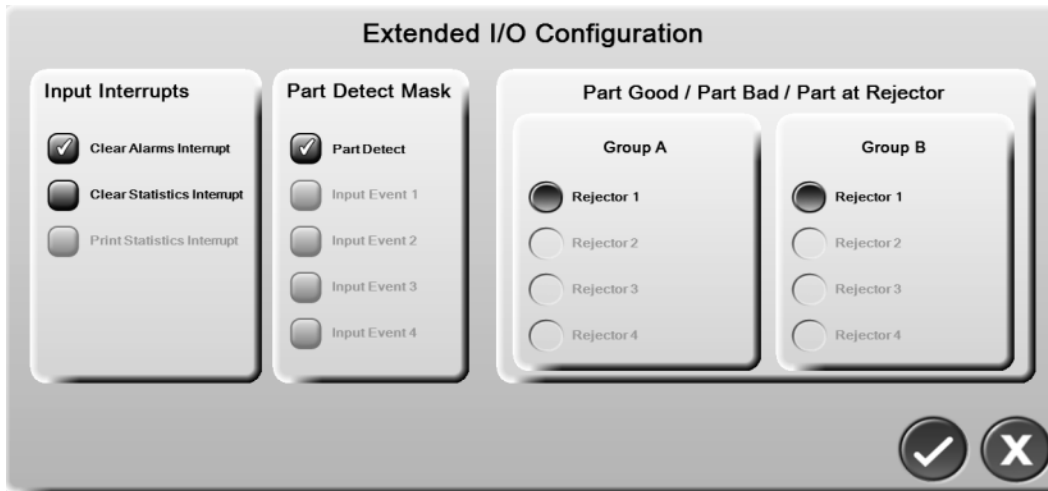 Extended I/O Configuration
Input Interrupts
Clear Alarms Interrupt
Clear Statistics Interrupt
Print Statistics Interrupt
Part Detect Mask
Part Detect
Input Event 1
Input Event 2
Input Event 3
Input Event 4
Part Good / Part Bad / Part at Rejector
Group A
Rejector 1
Rejector 2
Rejector 3
Rejector 4
Group B
Rejector 1
Rejector 2
Rejector 3
Rejector 4